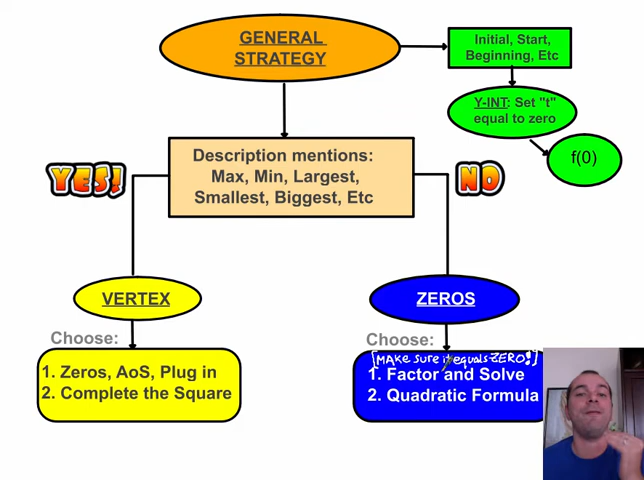 GENERAL
STRATEGY
Initial, Start,
Beginning, Etc
Y-INT: Set "t"
equal to zero
f(0)
Description mentions:
Max, Min, Largest,
Smallest, Biggest, Etc
YES!
NO
VERTEX
Choose:
1. Zeros, AoS, Plug in
2. Complete the Square
ZEROS
Choose:
[MAKE SURE it equals ZERO!]
1. Factor and Solve
2. Quadratic Formula